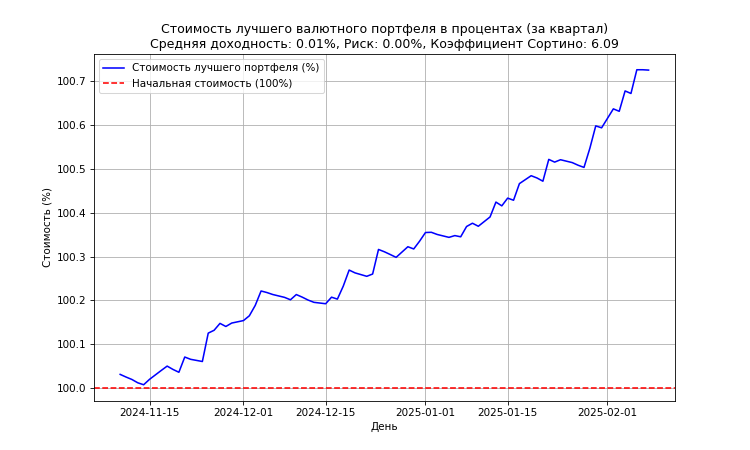 Стоимость лучшего валютного портфеля в процентах (за квартал)
Средняя доходность: 0.01%, Риск: 0.00%, Коэффициент Сортино: 6.09
Стоимость лучшего портфеля (%)
Начальная стоимость (100%)
Стоимость (%)
100.7
100.6
100.5
100.4
100.3
100.2
100.1
100.0
2024-11-15
2024-12-01
2024-12-15
2025-01-01
2025-01-15
2025-02-01
День